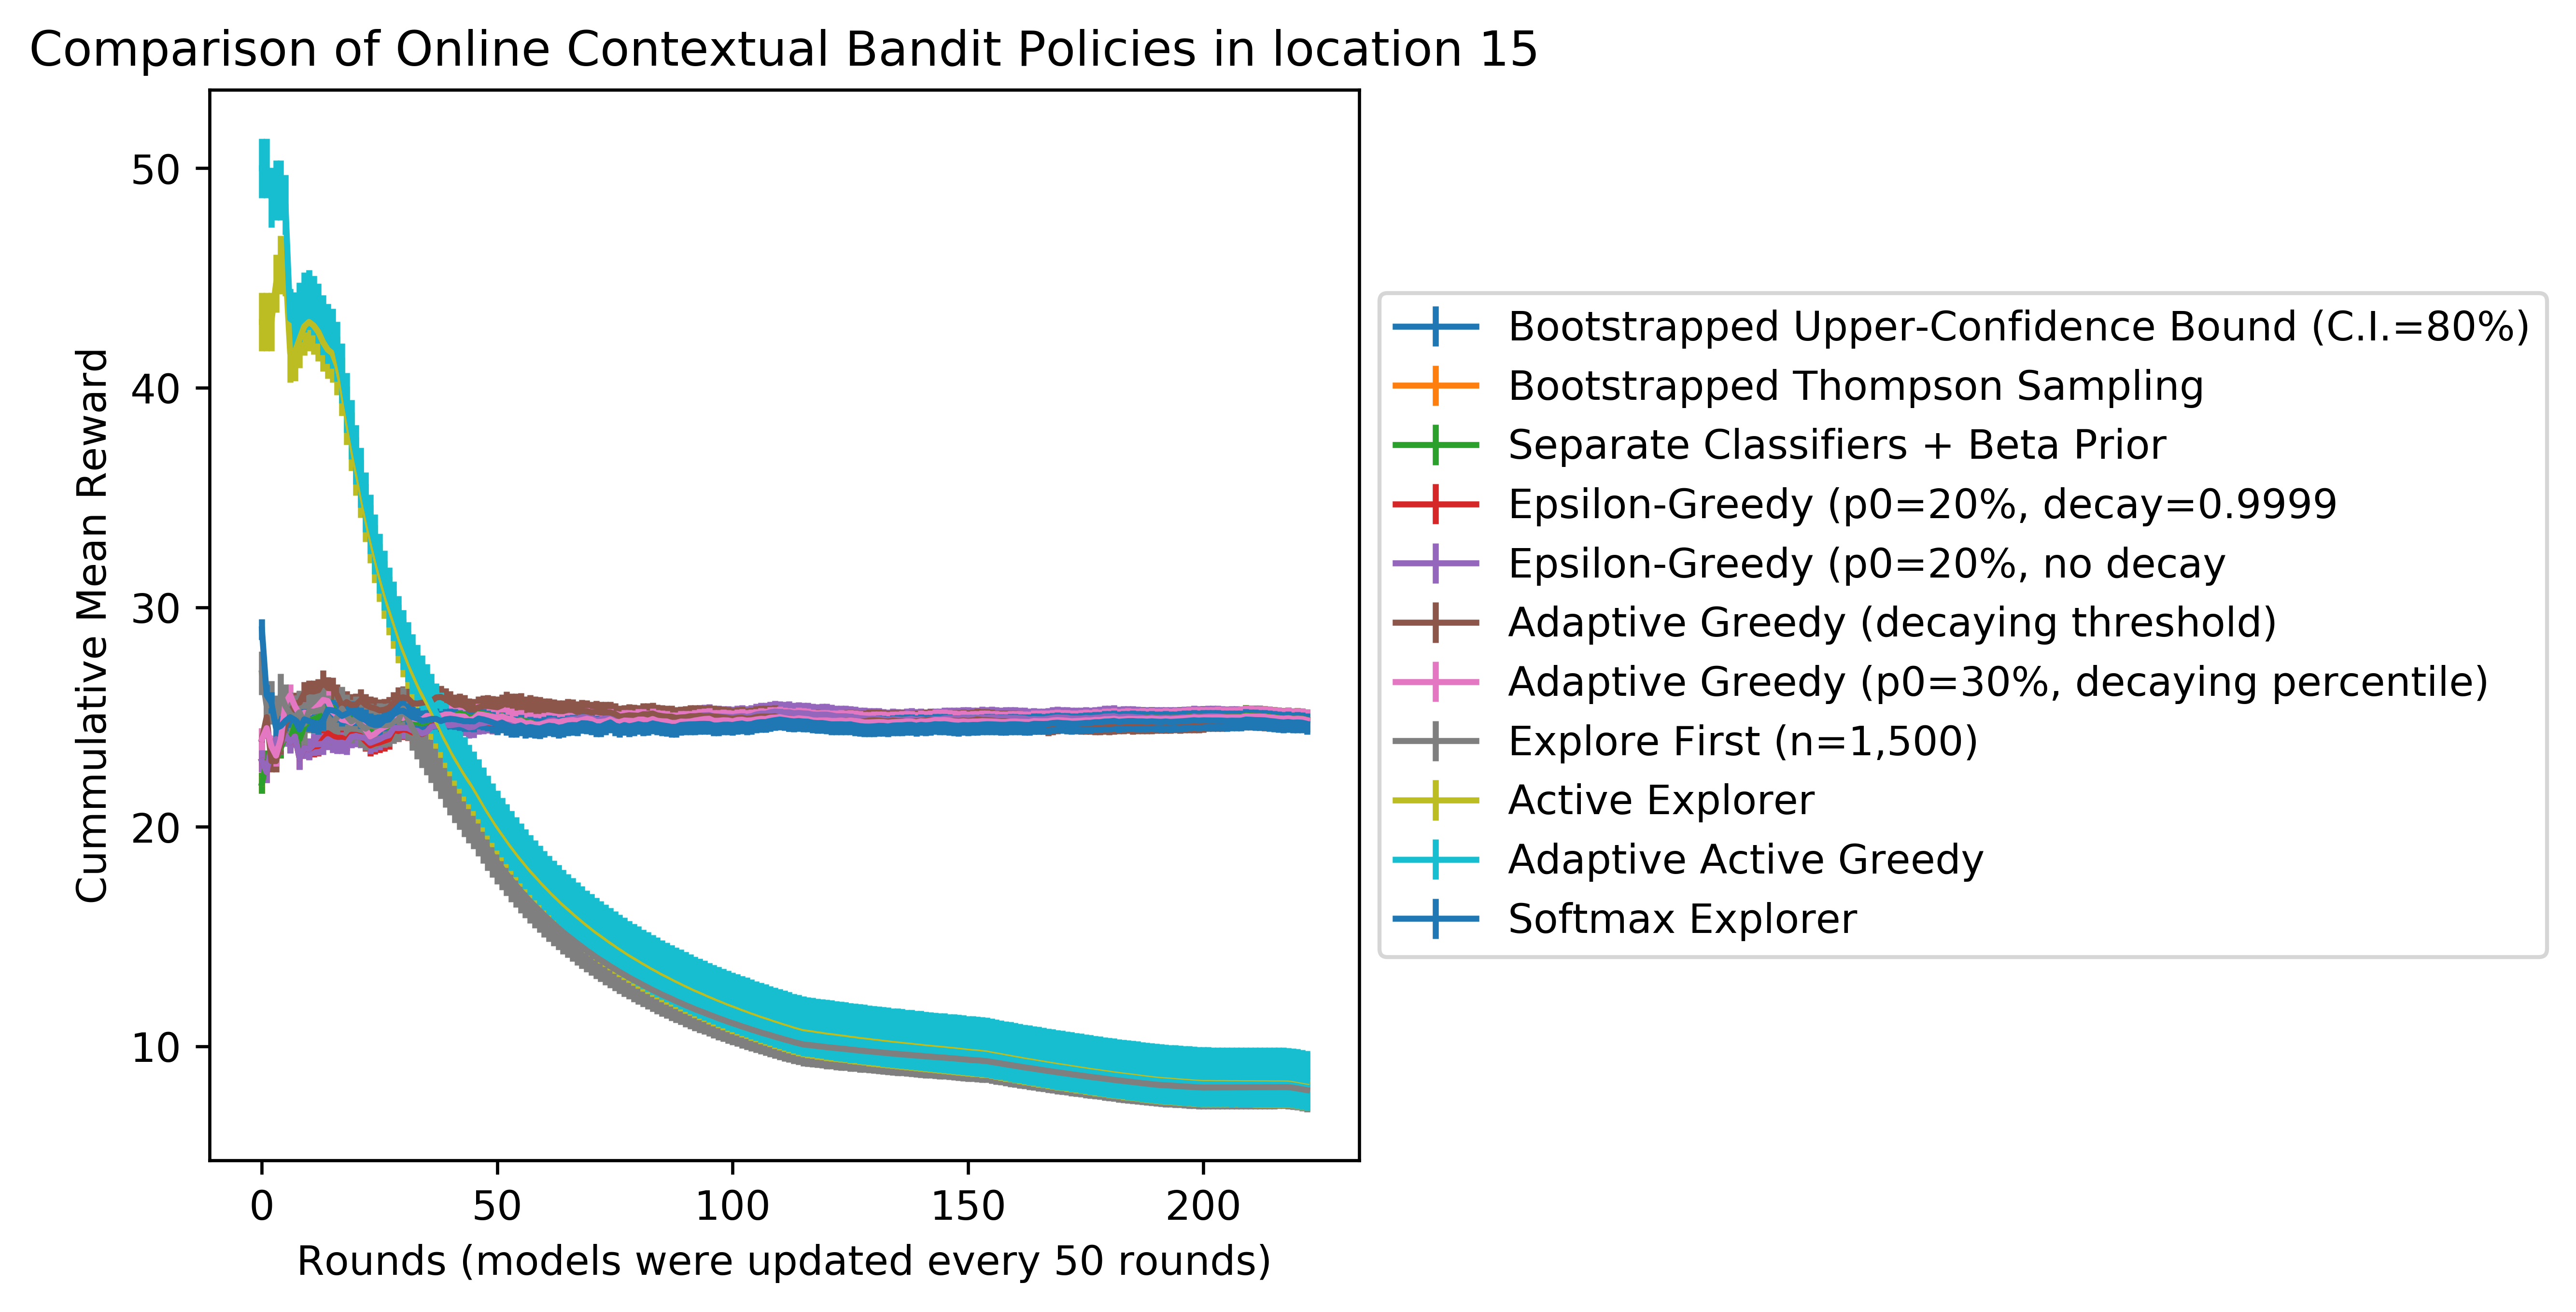 Comparison of Online Contextual Bandit Policies in location 15
Cummulative Mean Reward
50
40
30
20
10
0
50
100
150
200
Rounds (models were updated every 50 rounds)
Bootstrapped Upper-Confidence Bound (C.I.=80%)
Bootstrapped Thompson Sampling
Separate Classifiers + Beta Prior
Epsilon-Greedy (p0=20%, decay=0.9999
Epsilon-Greedy (p0=20%, no decay
Adaptive Greedy (decaying threshold)
Adaptive Greedy (p0=30%, decaying percentile)
Explore First (n=1,500)
Active Explorer
Adaptive Active Greedy
Softmax Explorer